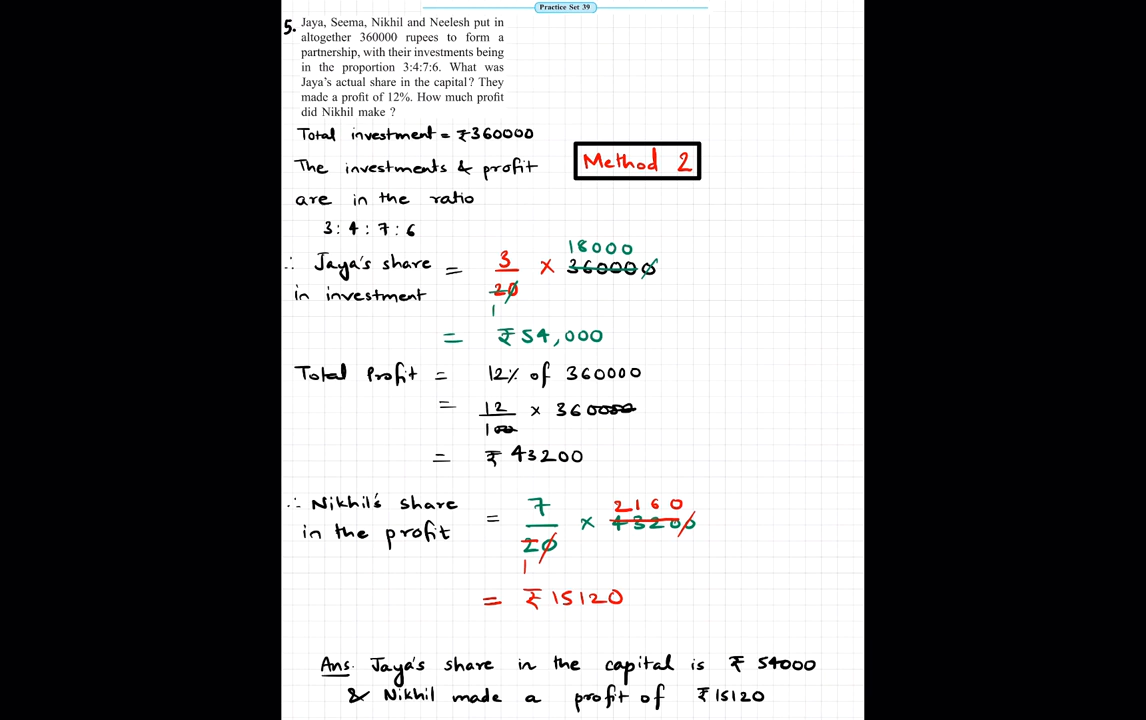 Practice Set 39
5. Jaya, Seema, Nikhil and Neelesh put in
altogether 360000 rupees to form a
partnership, with their investments being
in the proportion 3:4:7:6. What was
Jaya's actual share in the capital? They
made a profit of 12%. How much profit
did Nikhil make ?
Total investment = ₹360000
Method 2
The investments & profit
are in the ratio
3 : 4 : 7 : 6
18000
∴ Jaya's share = 3/20 × 360000
in investment
1
= ₹54,000
Total Profit = 12% of 360000
= 12/100 × 360000
= ₹43200
2160
∴ Nikhil's share = 7/20 × 43200
in the profit
1
= ₹15120
Ans. Jaya's share in the capital is ₹54000
& Nikhil made a profit of ₹15120